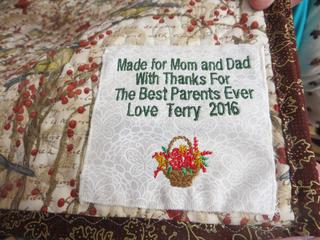 Made for Mom and Dad
With Thanks For
The Best Parents Ever
Love Terry 2016